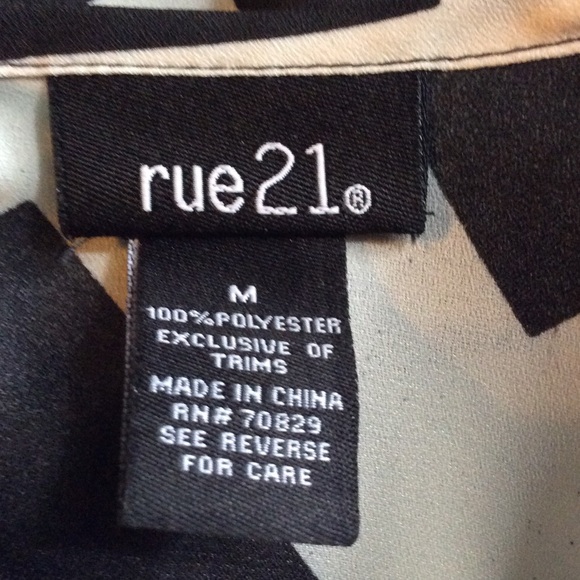 rue21®
M
100%POLYESTER
EXCLUSIVE OF
TRIMS
MADE IN CHINA
RN# 70829
SEE REVERSE
FOR CARE